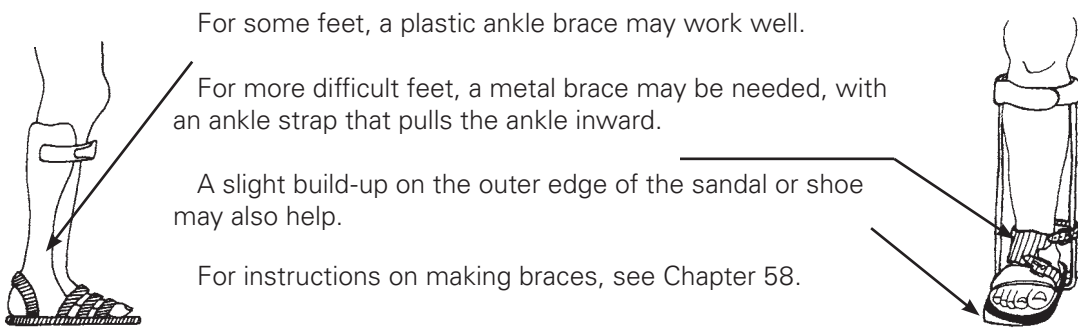 For some feet, a plastic ankle brace may work well.
For more difficult feet, a metal brace may be needed, with
an ankle strap that pulls the ankle inward.
A slight build-up on the outer edge of the sandal or shoe
may also help.
For instructions on making braces, see Chapter 58.